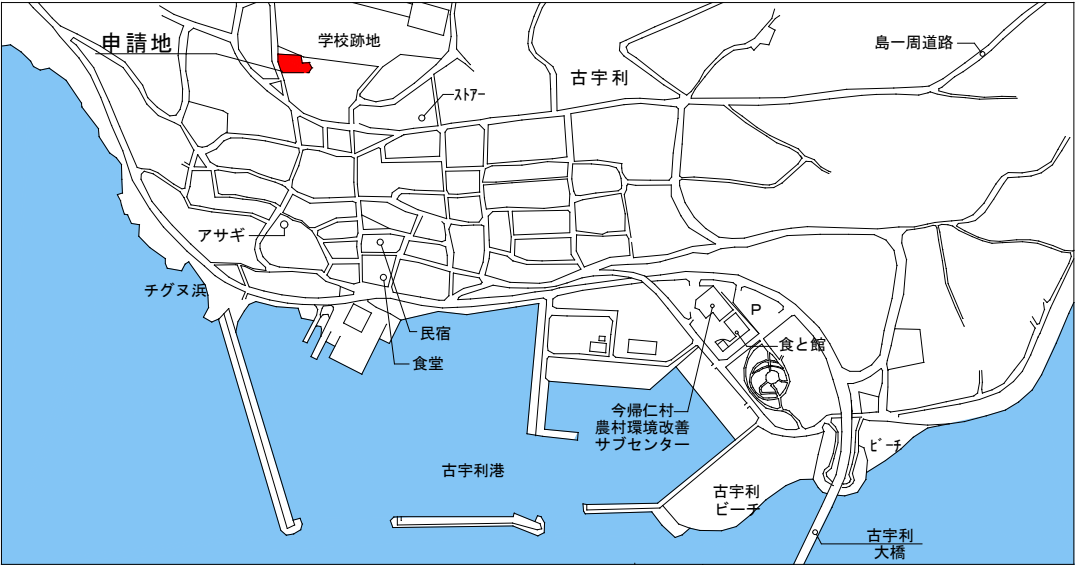 申請地
学校跡地
島一周道路
古宇利
ｽﾄｱｰ
アサギ
チグヌ浜
民宿
食堂
P
食と館
今帰仁村
農村環境改善
サブセンター
ﾋﾞｰﾁ
古宇利港
古宇利
ビーチ
古宇利
大橋